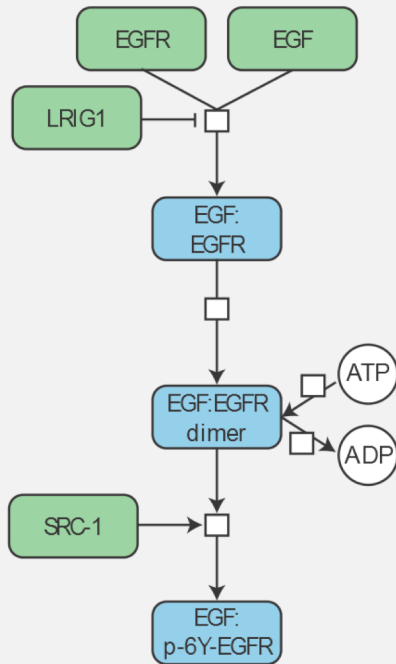 EGFR
EGF
LRIG1
EGF:
EGFR
EGF:EGFR
dimer
ATP
ADP
SRC-1
EGF:
p-6Y-EGFR